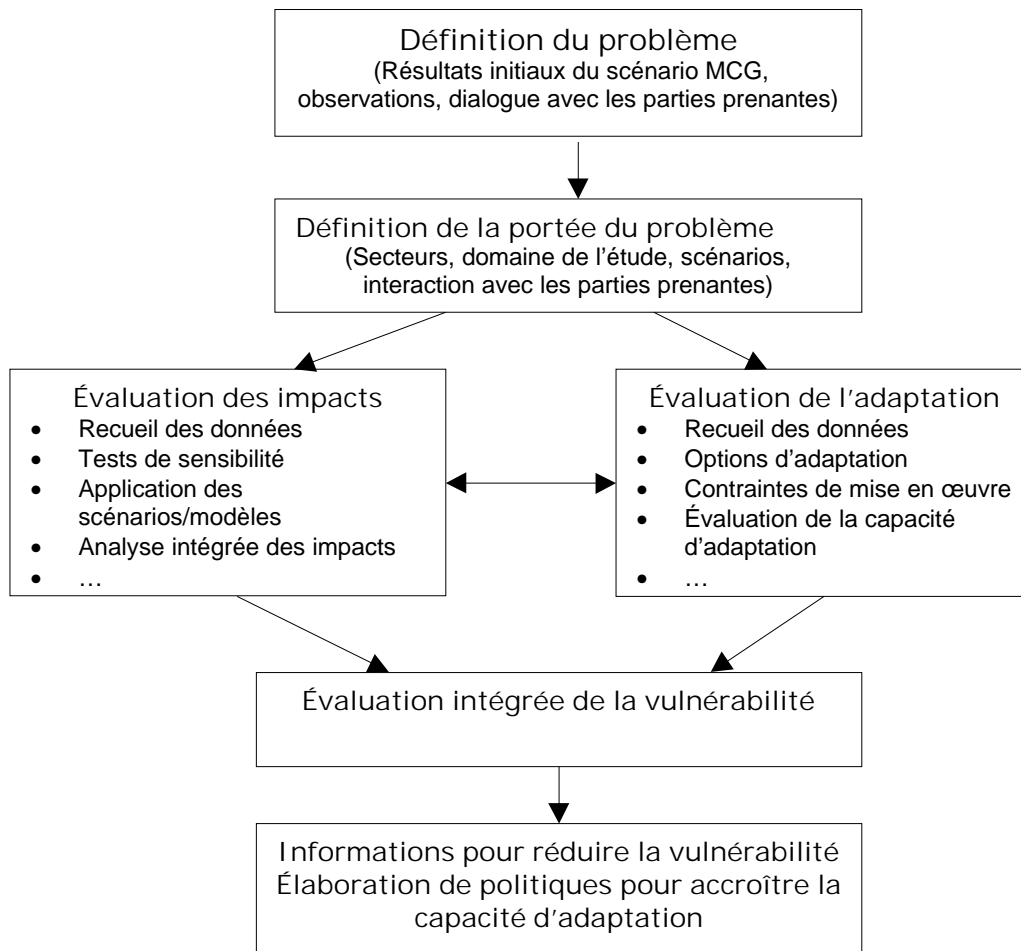 Définition du problème
(Résultats initiaux du scénario MCG,
observations, dialogue avec les parties prenantes)
Définition de la portée du problème
(Secteurs, domaine de l’étude, scénarios,
interaction avec les parties prenantes)
Évaluation des impacts
• Recueil des données
• Tests de sensibilité
• Application des
scénarios/modèles
• Analyse intégrée des impacts
• …
Évaluation de l’adaptation
• Recueil des données
• Options d’adaptation
• Contraintes de mise en œuvre
• Évaluation de la capacité
d’adaptation
• …
Évaluation intégrée de la vulnérabilité
Informations pour réduire la vulnérabilité
Élaboration de politiques pour accroître la
capacité d’adaptation